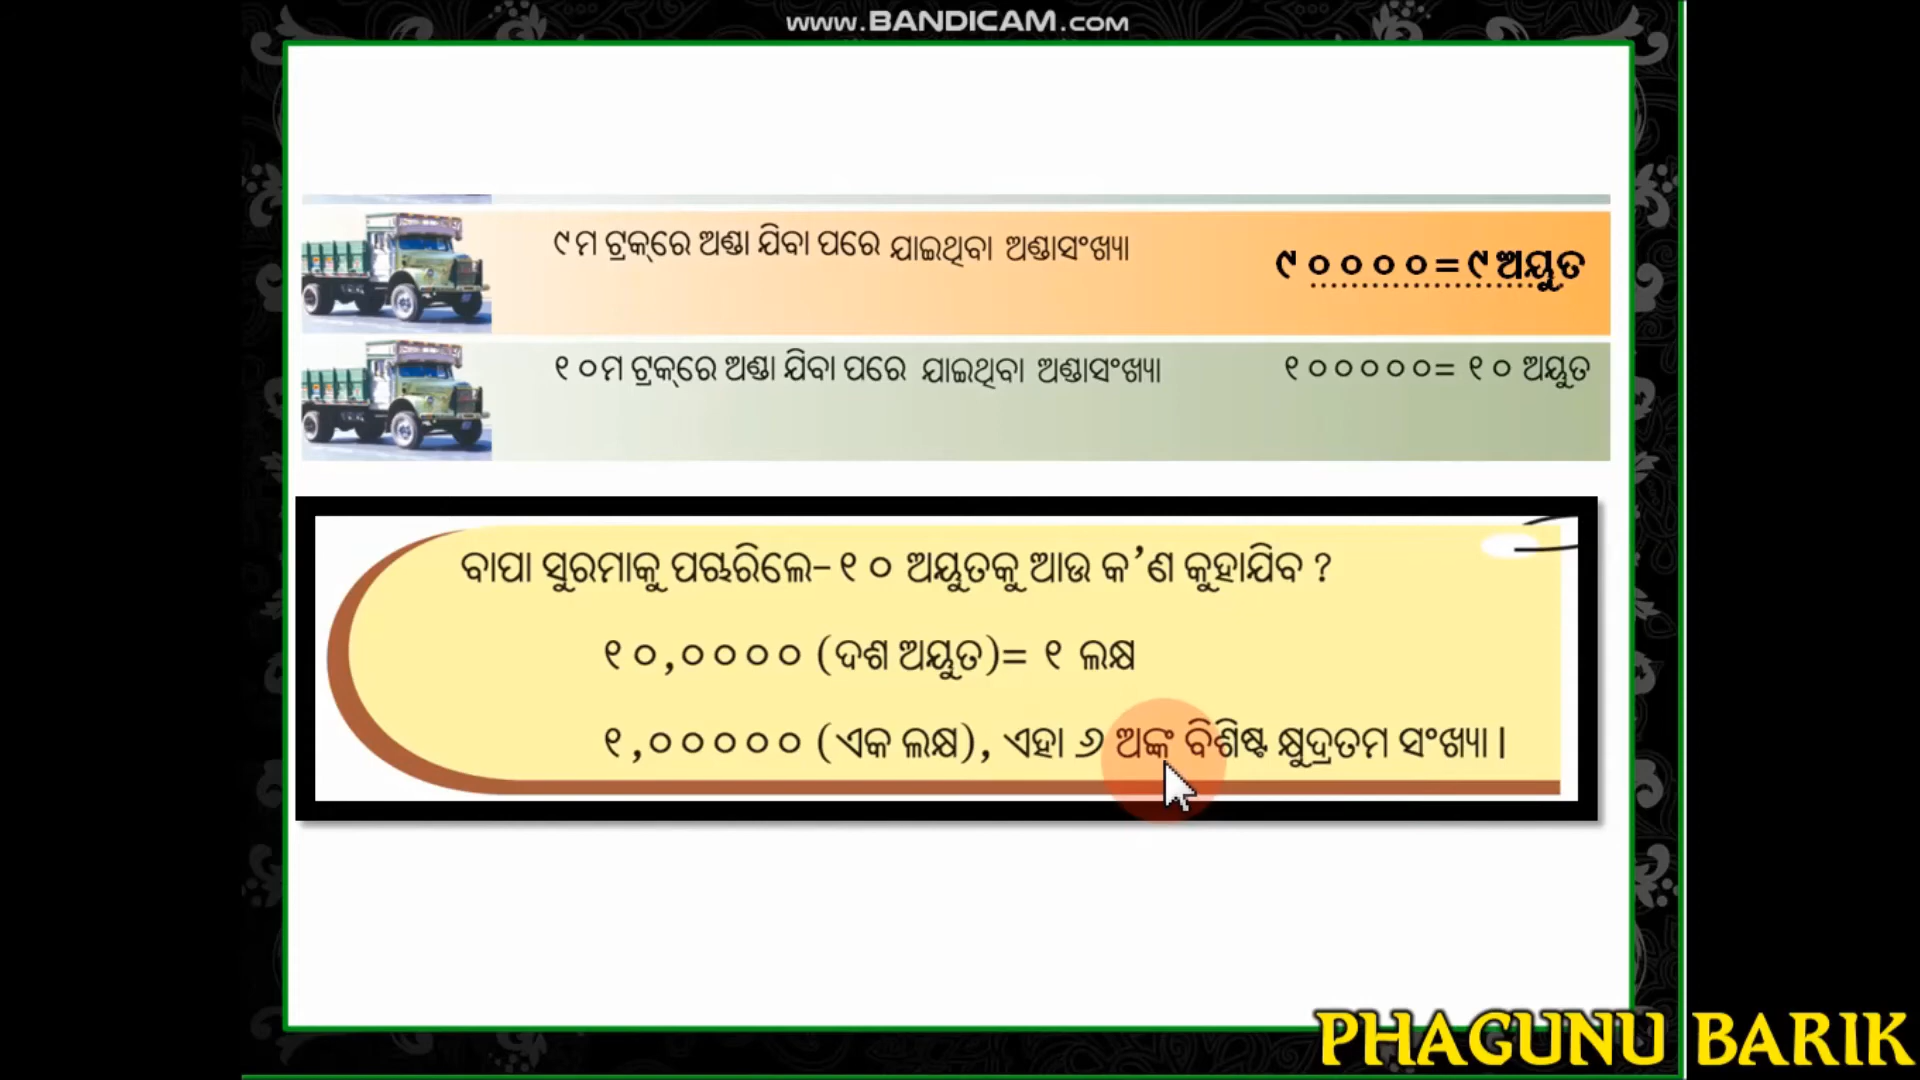 www.BANDICAM.com
୯ମ ଟ୍ରକ୍‌ରେ ଅଣ୍ଡା ଯିବା ପରେ ଯାଇଥିବା ଅଣ୍ଡାସଂଖ୍ୟା ୯୦୦୦୦=୯ଅୟୁତ
୧୦ମ ଟ୍ରକ୍‌ରେ ଅଣ୍ଡା ଯିବା ପରେ ଯାଇଥିବା ଅଣ୍ଡାସଂଖ୍ୟା ୧୦୦୦୦୦= ୧୦ ଅୟୁତ
ବାପା ସୁରମାକୁ ପଚ୍ଚରିଲେ-୧୦ ଅୟୁତକୁ ଆଉ କ’ଣ କୁହାଯିବ ?
୧୦,୦୦୦୦ (ଦଶ ଅୟୁତ)= ୧ ଲକ୍ଷ
୧,୦୦୦୦୦ (ଏକ ଲକ୍ଷ), ଏହା ୬ ଅଙ୍କ ବିଶିଷ୍ଟ କ୍ଷୁଦ୍ରତମ ସଂଖ୍ୟା।
PHAGUNU BARIK